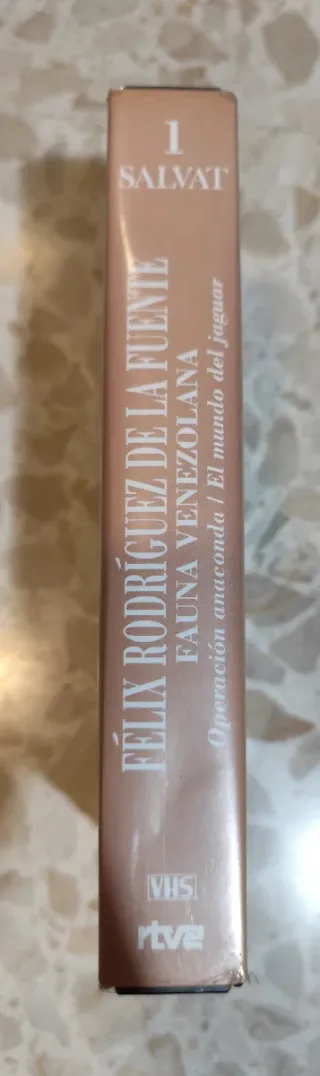 1
SALVAT
FÉLIX RODRÍGUEZ DE LA FUENTE
FAUNA VENEZOLANA
Operación anaconda / El mundo del jaguar
VHS
rtve